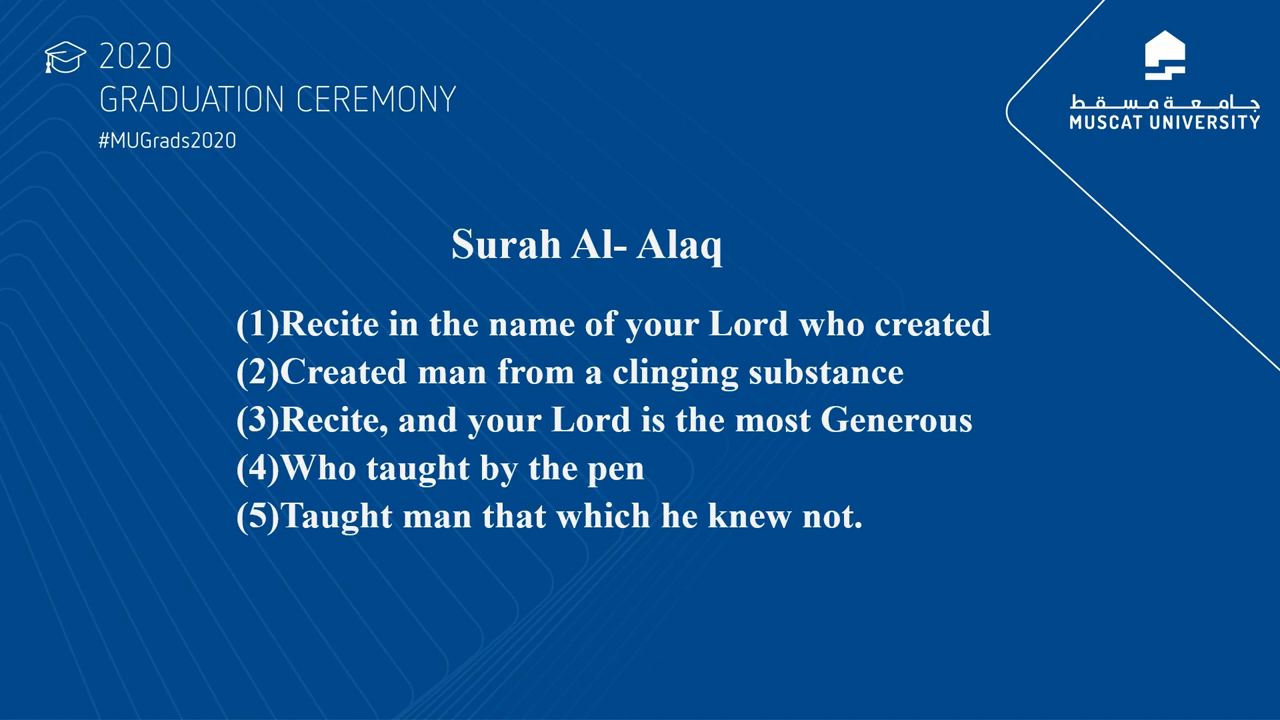 2020
GRADUATION CEREMONY
#MUGrads2020
جامعة مسقط
MUSCAT UNIVERSITY
Surah Al- Alaq
(1)Recite in the name of your Lord who created
(2)Created man from a clinging substance
(3)Recite, and your Lord is the most Generous
(4)Who taught by the pen
(5)Taught man that which he knew not.